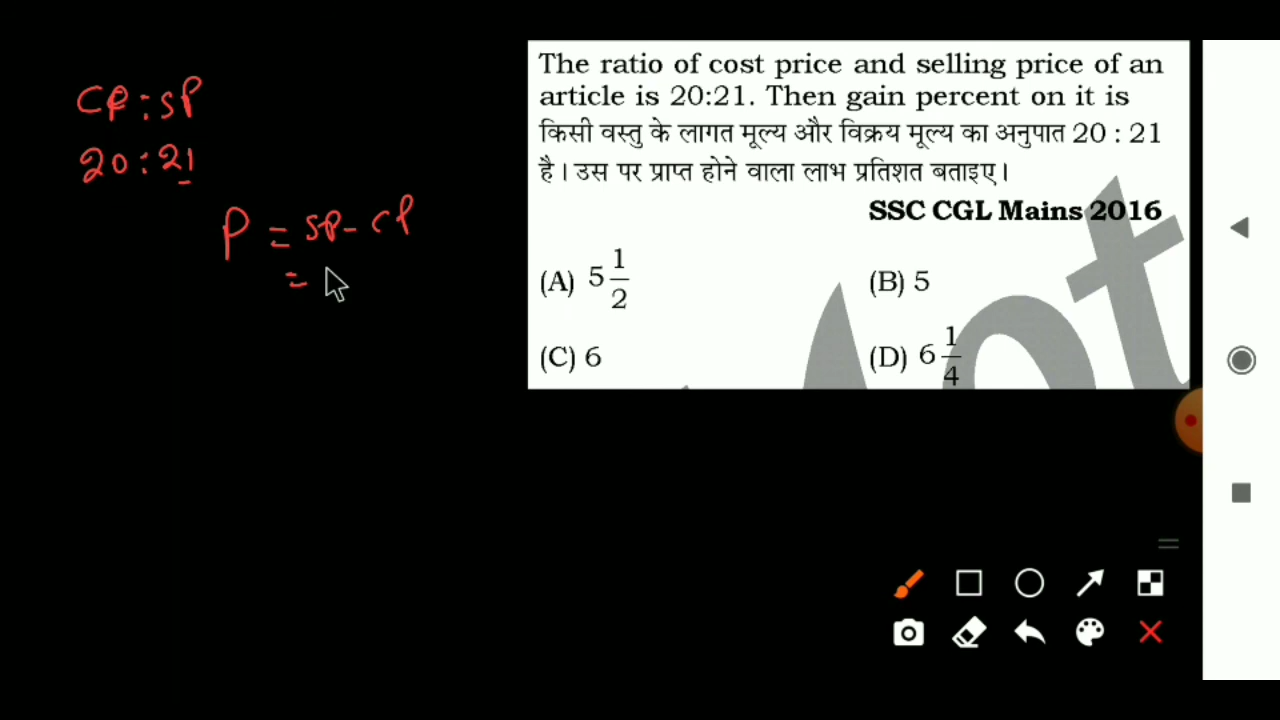 CP : SP
20 : 21
P = SP - CP
=
The ratio of cost price and selling price of an
article is 20:21. Then gain percent on it is
किसी वस्तु के लागत मूल्य और विक्रय मूल्य का अनुपात 20 : 21
है। उस पर प्राप्त होने वाला लाभ प्रतिशत बताइए।
SSC CGL Mains 2016
(A) 5 1/2 (B) 5
(C) 6 (D) 6 1/4